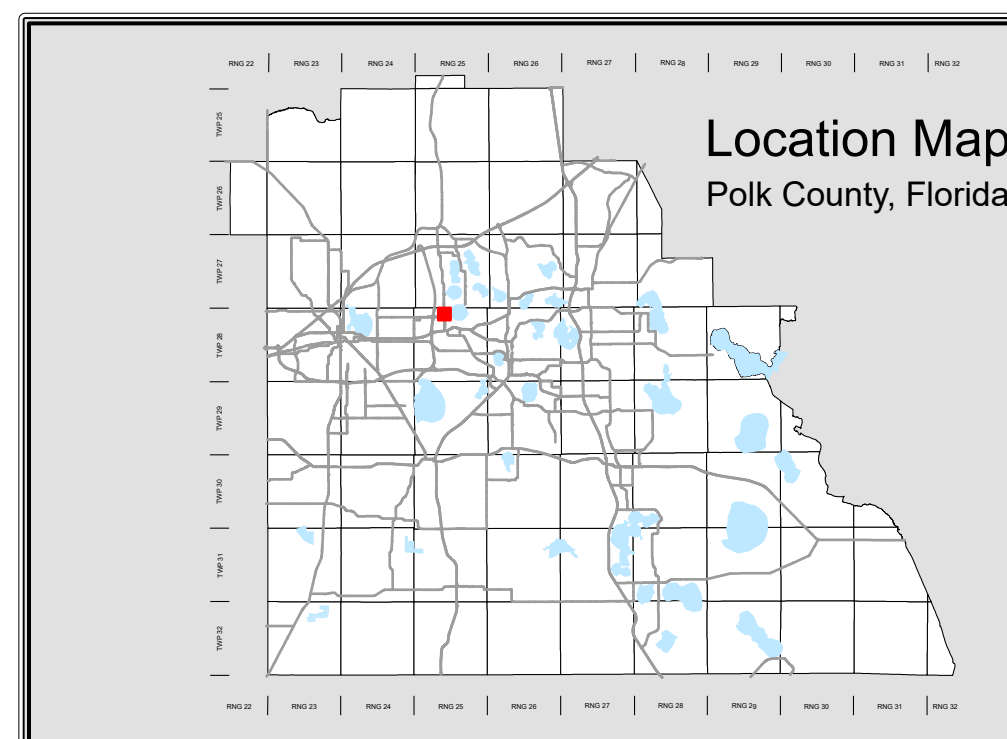 RNG 22 RNG 23 RNG 24 RNG 25 RNG 26 RNG 27 RNG 28 RNG 29 RNG 30 RNG 31 RNG 32
Location Map
Polk County, Florida
TWP 25
TWP 26
TWP 27
TWP 28
TWP 29
TWP 30
TWP 31
TWP 32
RNG 22 RNG 23 RNG 24 RNG 25 RNG 26 RNG 27 RNG 28 RNG 29 RNG 30 RNG 31 RNG 32